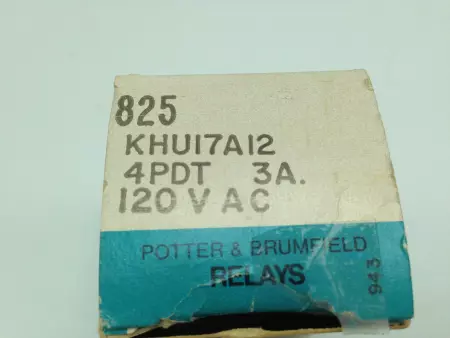 825
KHU17A12
4PDT 3A.
120 V AC
POTTER & BRUMFIELD
RELAYS
943